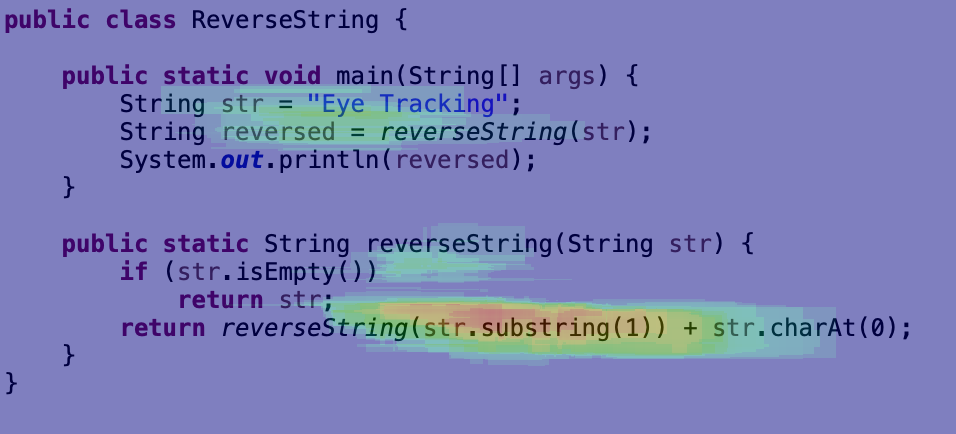 public class ReverseString {
public static void main(String[] args) {
String str = "Eye Tracking";
String reversed = reverseString(str);
System.out.println(reversed);
}
public static String reverseString(String str) {
if (str.isEmpty())
return str;
return reverseString(str.substring(1)) + str.charAt(0);
}
}